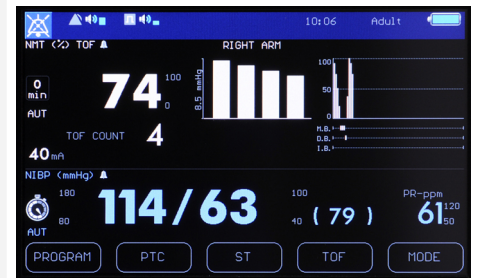 10:06 Adult
NMT (%) TOF RIGHT ARM
0 min
AUT
74 100 0
8.5 mmHg
100
50
0
M.B.
D.B.
I.B.
TOF COUNT 4
40 mA
NIBP (mmHg) PR-ppm
180
80
AUT
114/63 100 40 (79) 61 120 50
PROGRAM PTC ST TOF MODE